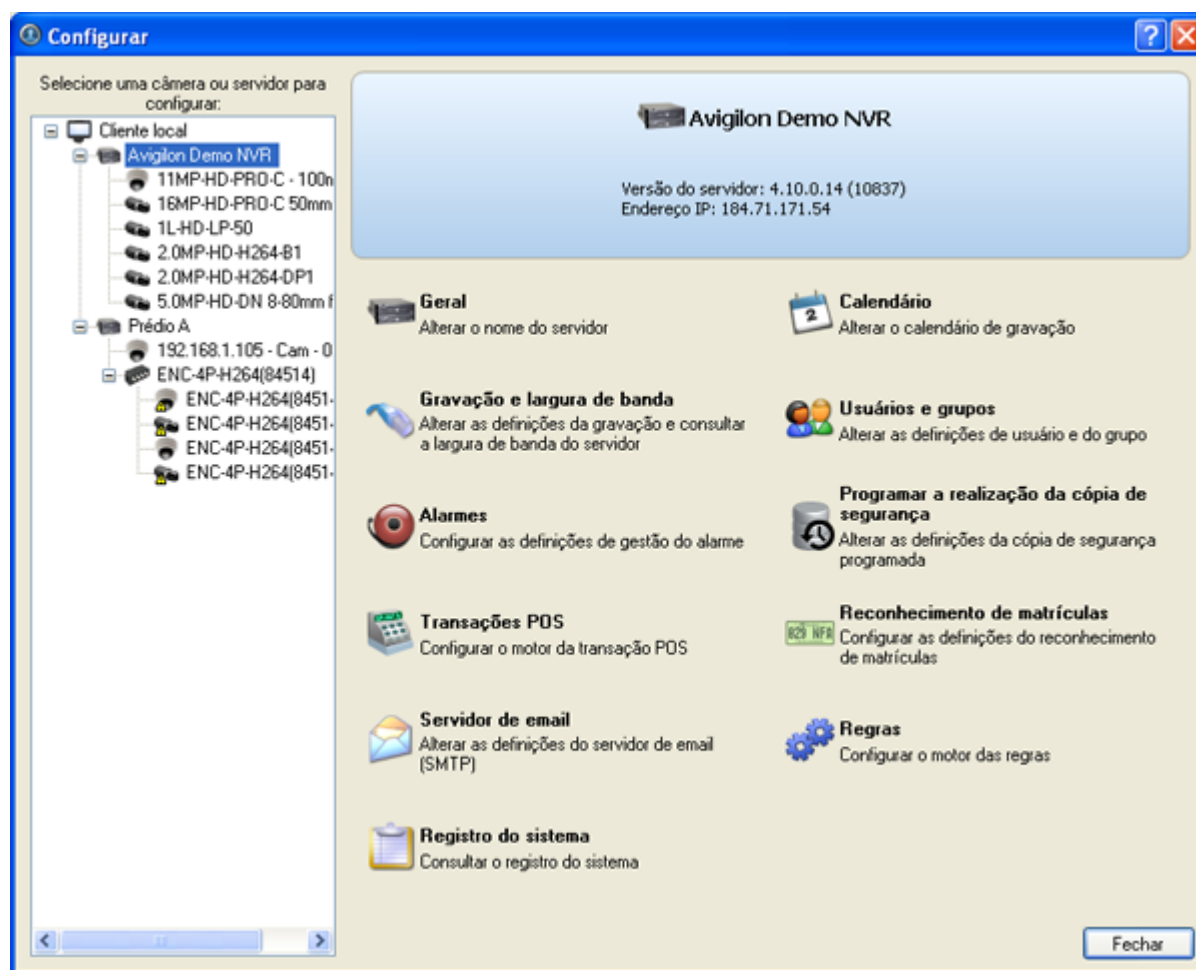 Configurar
Selecione uma câmera ou servidor para
configurar:
Cliente local
Avigilon Demo NVR
11MP-HD-PRO-C - 100n
16MP-HD-PRO-C 50mm
1L-HD-LP-50
2.0MP-HD-H264-B1
2.0MP-HD-H264-DP1
5.0MP-HD-DN 8-80mm f
Prédio A
192.168.1.105 - Cam - 0
ENC-4P-H264(84514)
ENC-4P-H264(8451-
ENC-4P-H264(8451-
ENC-4P-H264(8451-
ENC-4P-H264(8451-
Avigilon Demo NVR
Versão do servidor: 4.10.0.14 (10837)
Endereço IP: 184.71.171.54
Geral
Alterar o nome do servidor
2
Calendário
Alterar o calendário de gravação
Gravação e largura de banda
Alterar as definições da gravação e consultar
a largura de banda do servidor
Usuários e grupos
Alterar as definições de usuário e do grupo
Alarmes
Configurar as definições de gestão do alarme
Programar a realização da cópia de
segurança
Alterar as definições da cópia de segurança
programada
Transações POS
Configurar o motor da transação POS
829 NFA
Reconhecimento de matrículas
Configurar as definições do reconhecimento
de matrículas
Servidor de email
Alterar as definições do servidor de email
(SMTP)
Regras
Configurar o motor das regras
Registro do sistema
Consultar o registro do sistema
Fechar